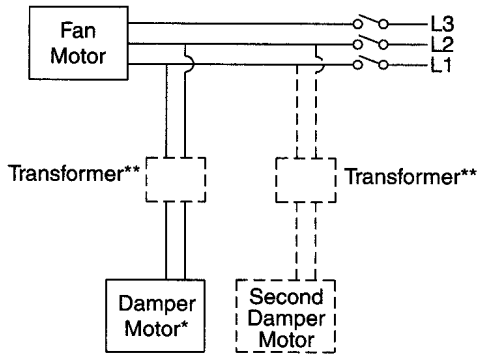 Fan
Motor
L3
L2
L1
Transformer**
Transformer**
Damper
Motor*
Second
Damper
Motor